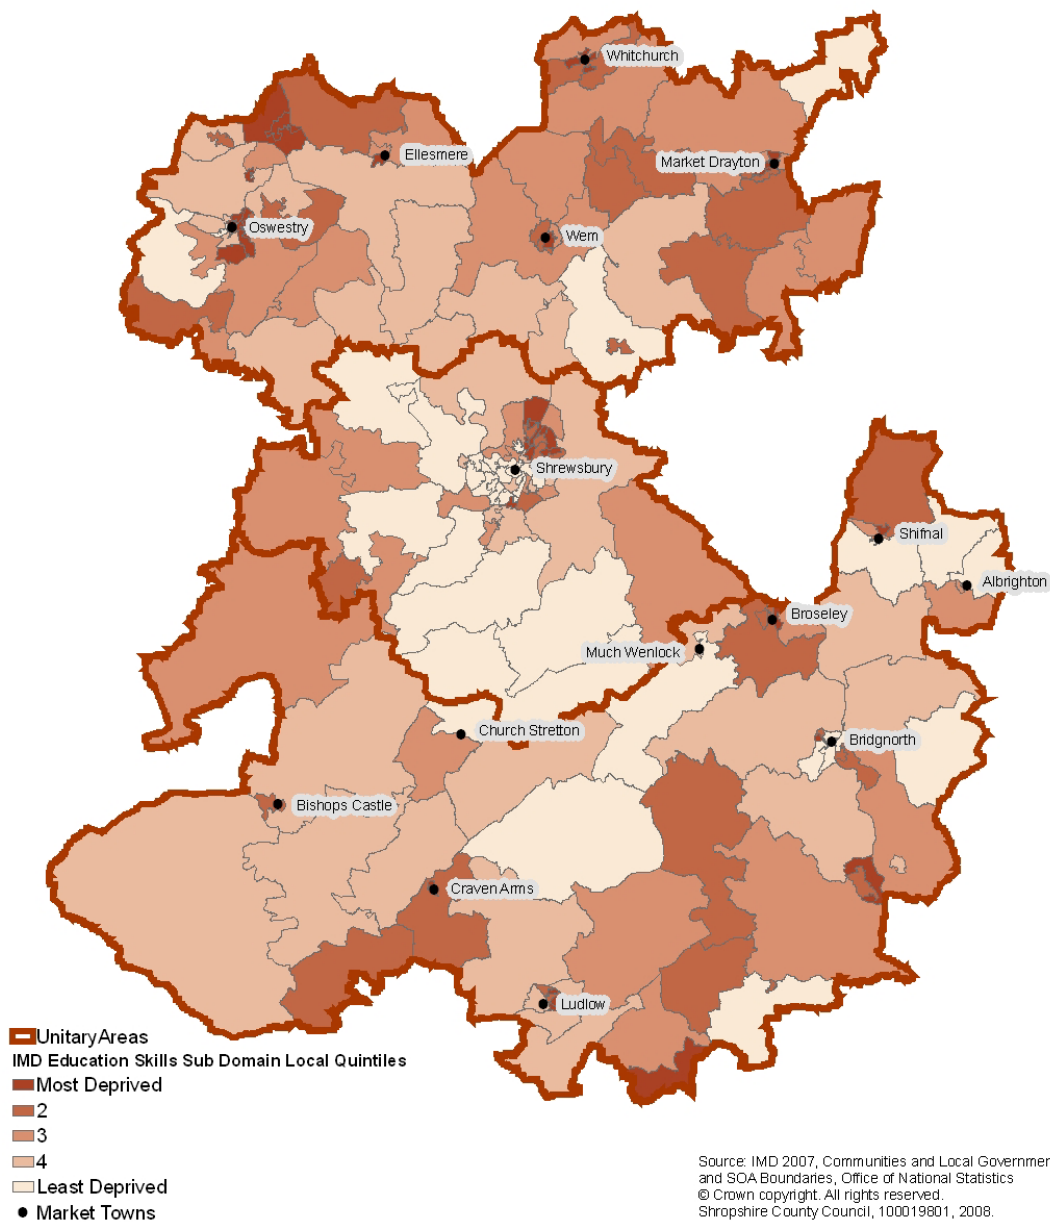 Whitchurch
Ellesmere
Market Drayton
Oswestry
Wem
Shrewsbury
Shifnal
Albrighton
Broseley
Much Wenlock
Church Stretton
Bridgnorth
Bishops Castle
Craven Arms
Ludlow
Unitary Areas
IMD Education Skills Sub Domain Local Quintiles
Most Deprived
2
3
4
Least Deprived
Market Towns
Source: IMD 2007, Communities and Local Governmer
and SOA Boundaries, Office of National Statistics
© Crown copyright. All rights reserved.
Shropshire County Council, 100019801, 2008.